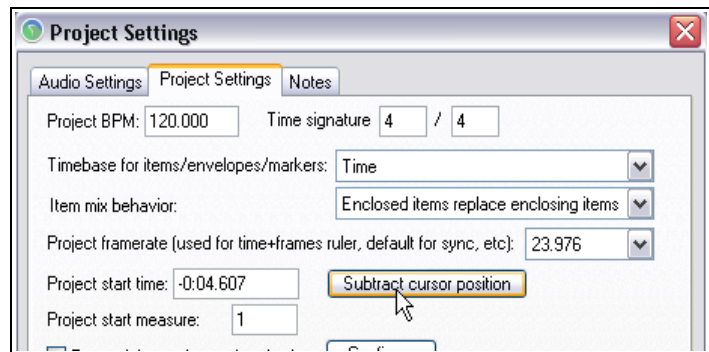 Project Settings
Audio Settings Project Settings Notes
Project BPM: 120.000 Time signature 4 / 4
Timebase for items/envelopes/markers: Time
Item mix behavior: Enclosed items replace enclosing items
Project framerate (used for time+frames ruler, default for sync, etc): 23.976
Project start time: -0:04.607 Subtract cursor position
Project start measure: 1